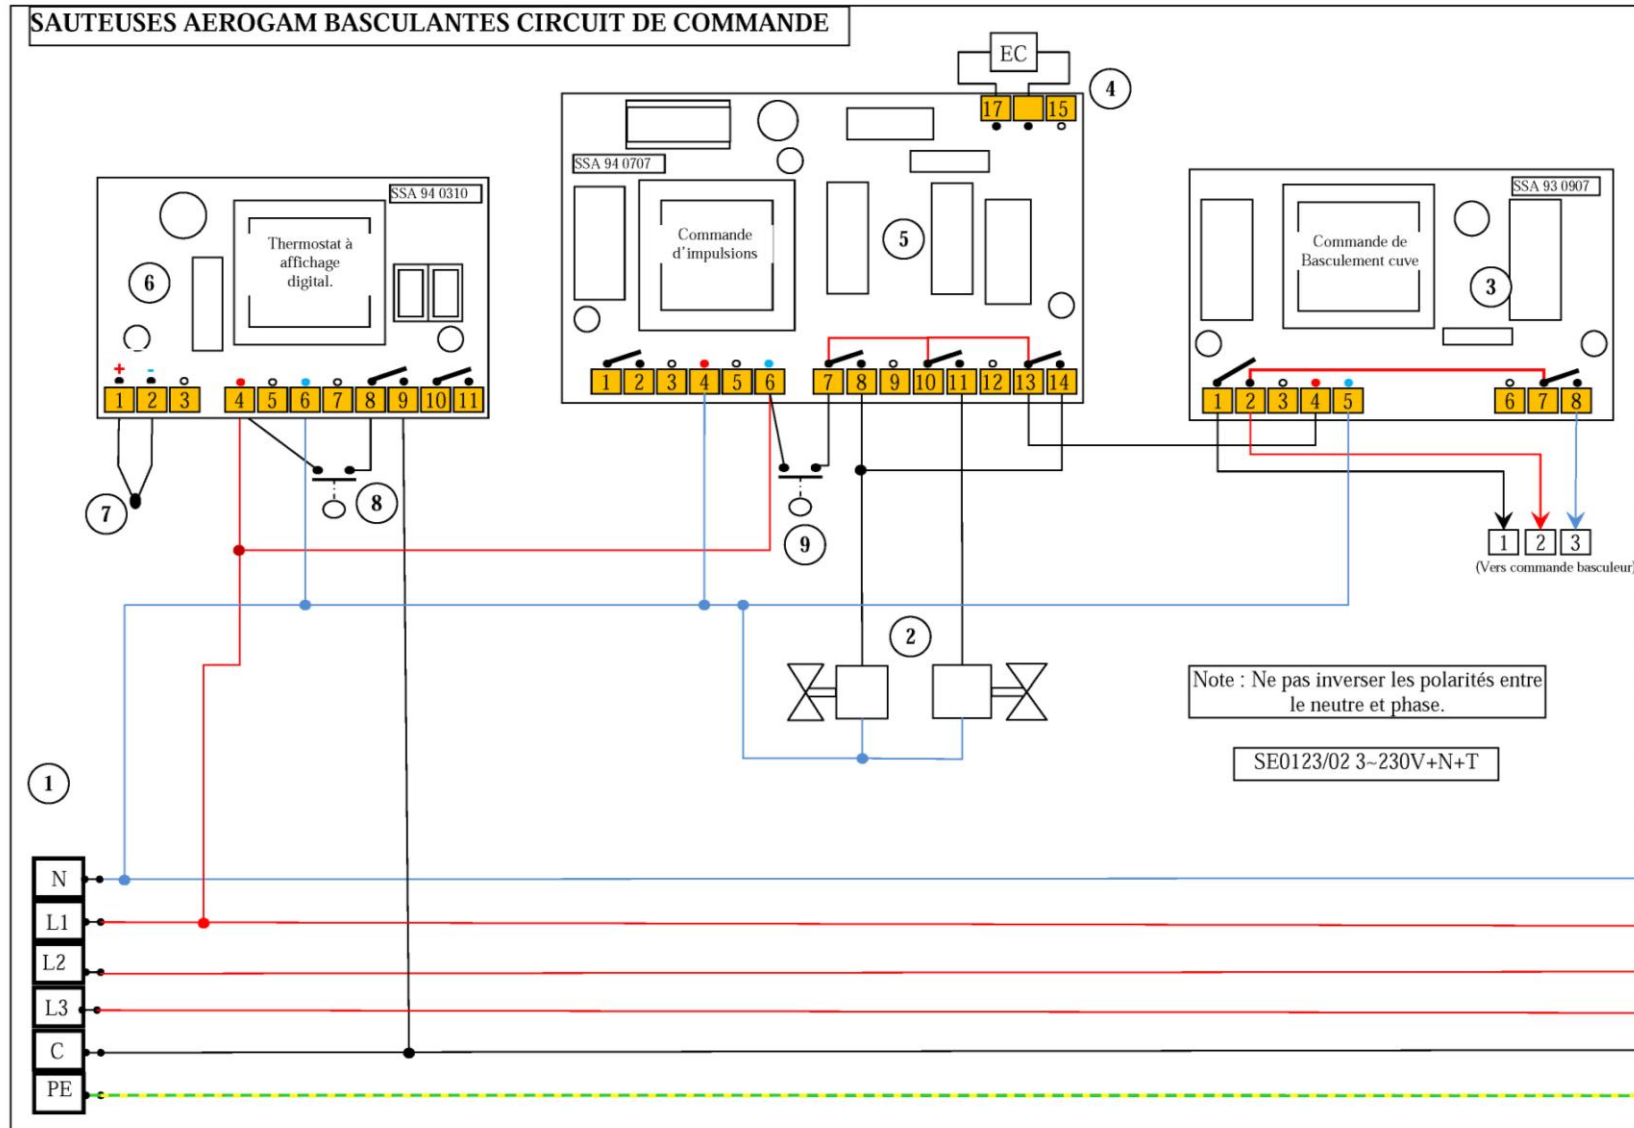 SAUTEUSES AEROGAM BASCULANTES CIRCUIT DE COMMANDE
EC
4
17 15
SSA 94 0707
SSA 94 0310
SSA 93 0907
Thermostat à
affichage
digital.
6
Commande
d'impulsions
5
Commande de
Basculement cuve
3
+ -
1 2 3 4 5 6 7 8 9 10 11
1 2 3 4 5 6 7 8 9 10 11 12 13 14
1 2 3 4 5 6 7 8
7
8
9
1 2 3
(Vers commande basculeur)
2
Note : Ne pas inverser les polarités entre
le neutre et phase.
SE0123/02 3~230V+N+T
1
N
L1
L2
L3
C
PE